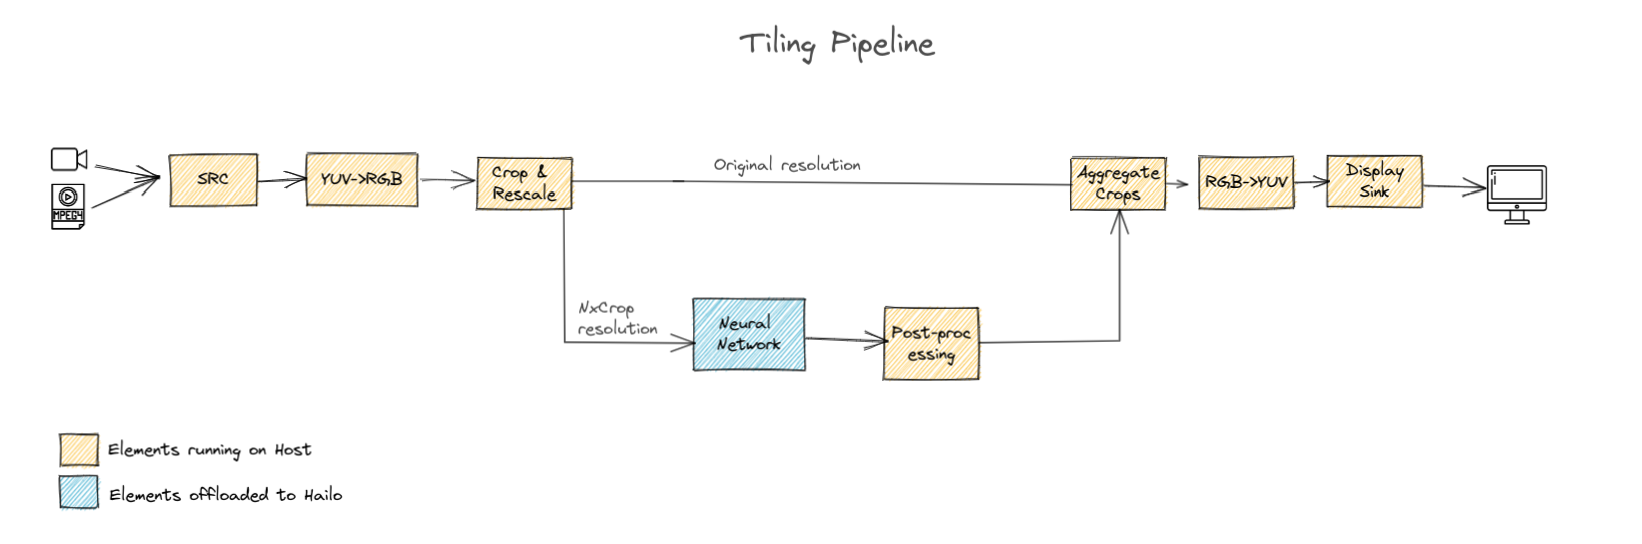 Tiling Pipeline
SRC
YUV->RGB
Crop &
Rescale
Original resolution
Aggregate
Crops
RGB->YUV
Display
Sink
MPEG4
NxCrop
resolution
Neural
Network
Post-proc
essing
Elements running on Host
Elements offloaded to Hailo